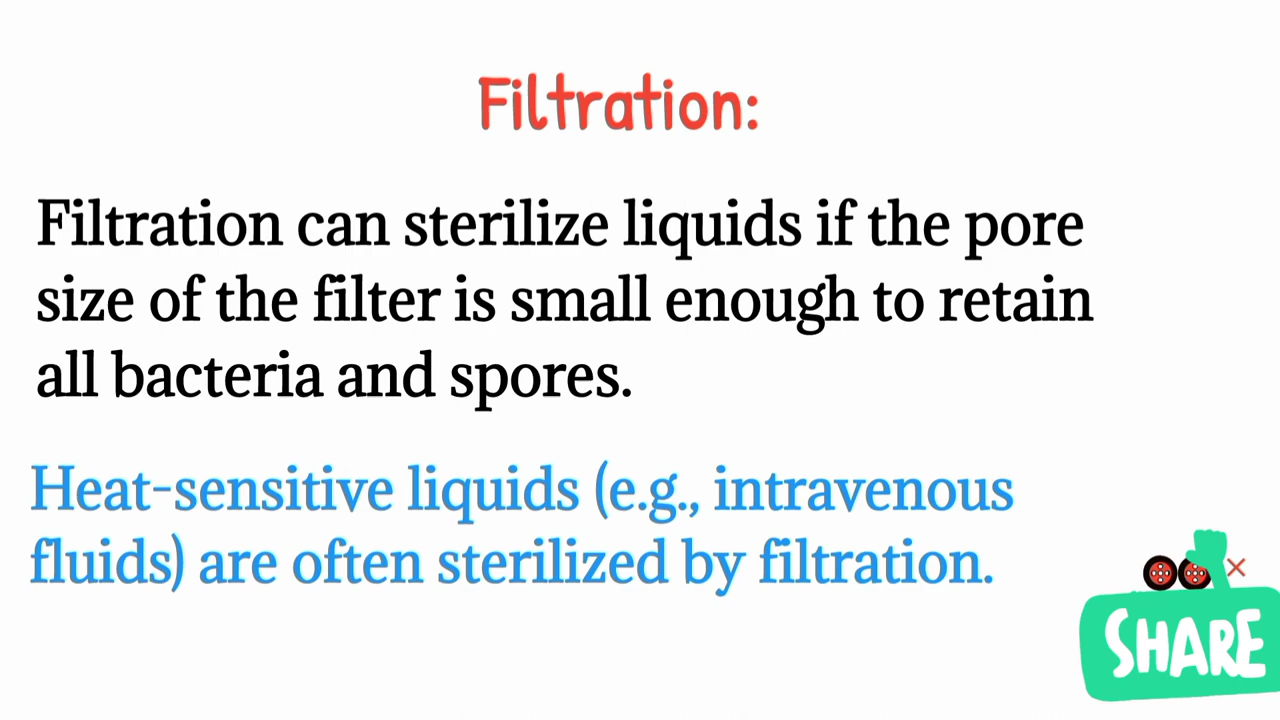 Filtration:
Filtration can sterilize liquids if the pore
size of the filter is small enough to retain
all bacteria and spores.
Heat-sensitive liquids (e.g., intravenous
fluids) are often sterilized by filtration.
SHARE